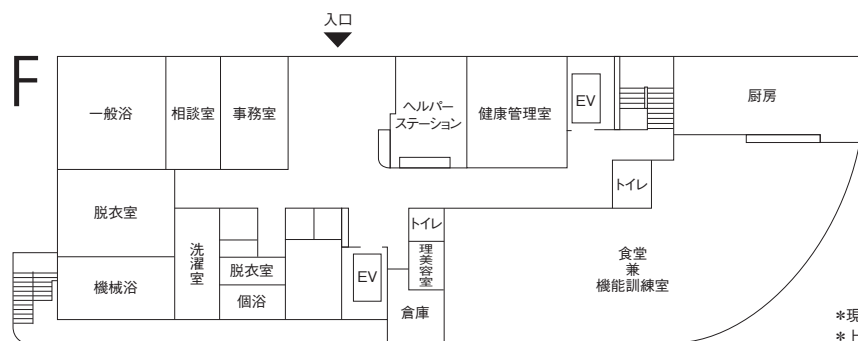 入口
F
一般浴
相談室
事務室
ヘルパー
ステーション
健康管理室
EV
厨房
脱衣室
トイレ
トイレ
洗濯室
理美容室
食堂
兼
機能訓練室
脱衣室
機械浴
EV
個浴
倉庫
*現
*上